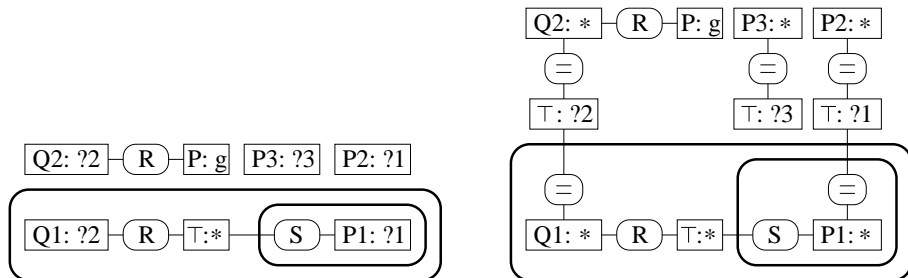 Q2: * R P: g P3: * P2: *
= = =
⊤: ?2 ⊤: ?3 ⊤: ?1
Q2: ?2 R P: g P3: ?3 P2: ?1
= =
Q1: ?2 R ⊤:* S P1: ?1
Q1: * R ⊤:* S P1: *